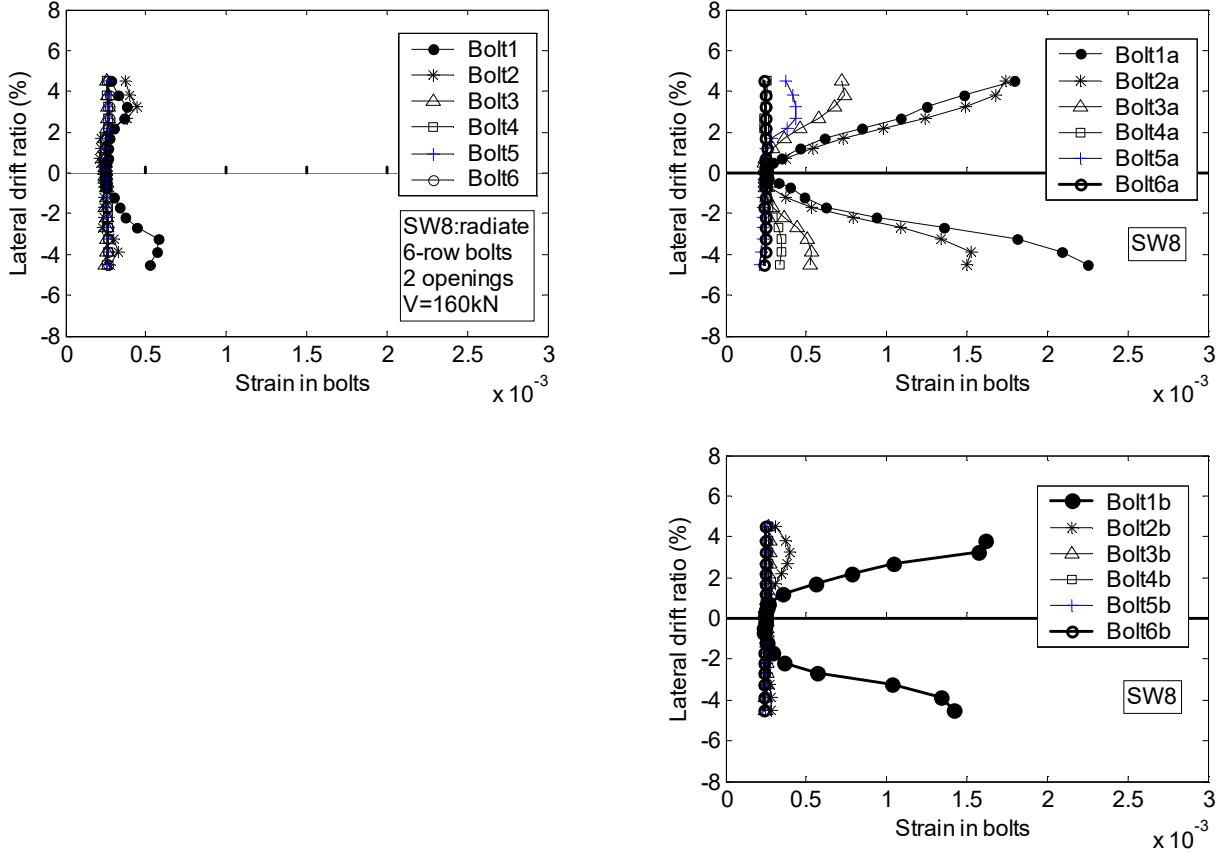 8
6
4
2
0
-2
-4
-6
-8
Lateral drift ratio (%)
Bolt1
Bolt2
Bolt3
Bolt4
Bolt5
Bolt6
SW8:radiate
6-row bolts
2 openings
V=160kN
0 0.5 1 1.5 2 2.5 3
Strain in bolts
x 10-3
8
6
4
2
0
-2
-4
-6
-8
Lateral drift ratio (%)
Bolt1a
Bolt2a
Bolt3a
Bolt4a
Bolt5a
Bolt6a
SW8
0 0.5 1 1.5 2 2.5 3
Strain in bolts
x 10-3
8
6
4
2
0
-2
-4
-6
-8
Lateral drift ratio (%)
Bolt1b
Bolt2b
Bolt3b
Bolt4b
Bolt5b
Bolt6b
SW8
0 0.5 1 1.5 2 2.5 3
Strain in bolts
x 10-3